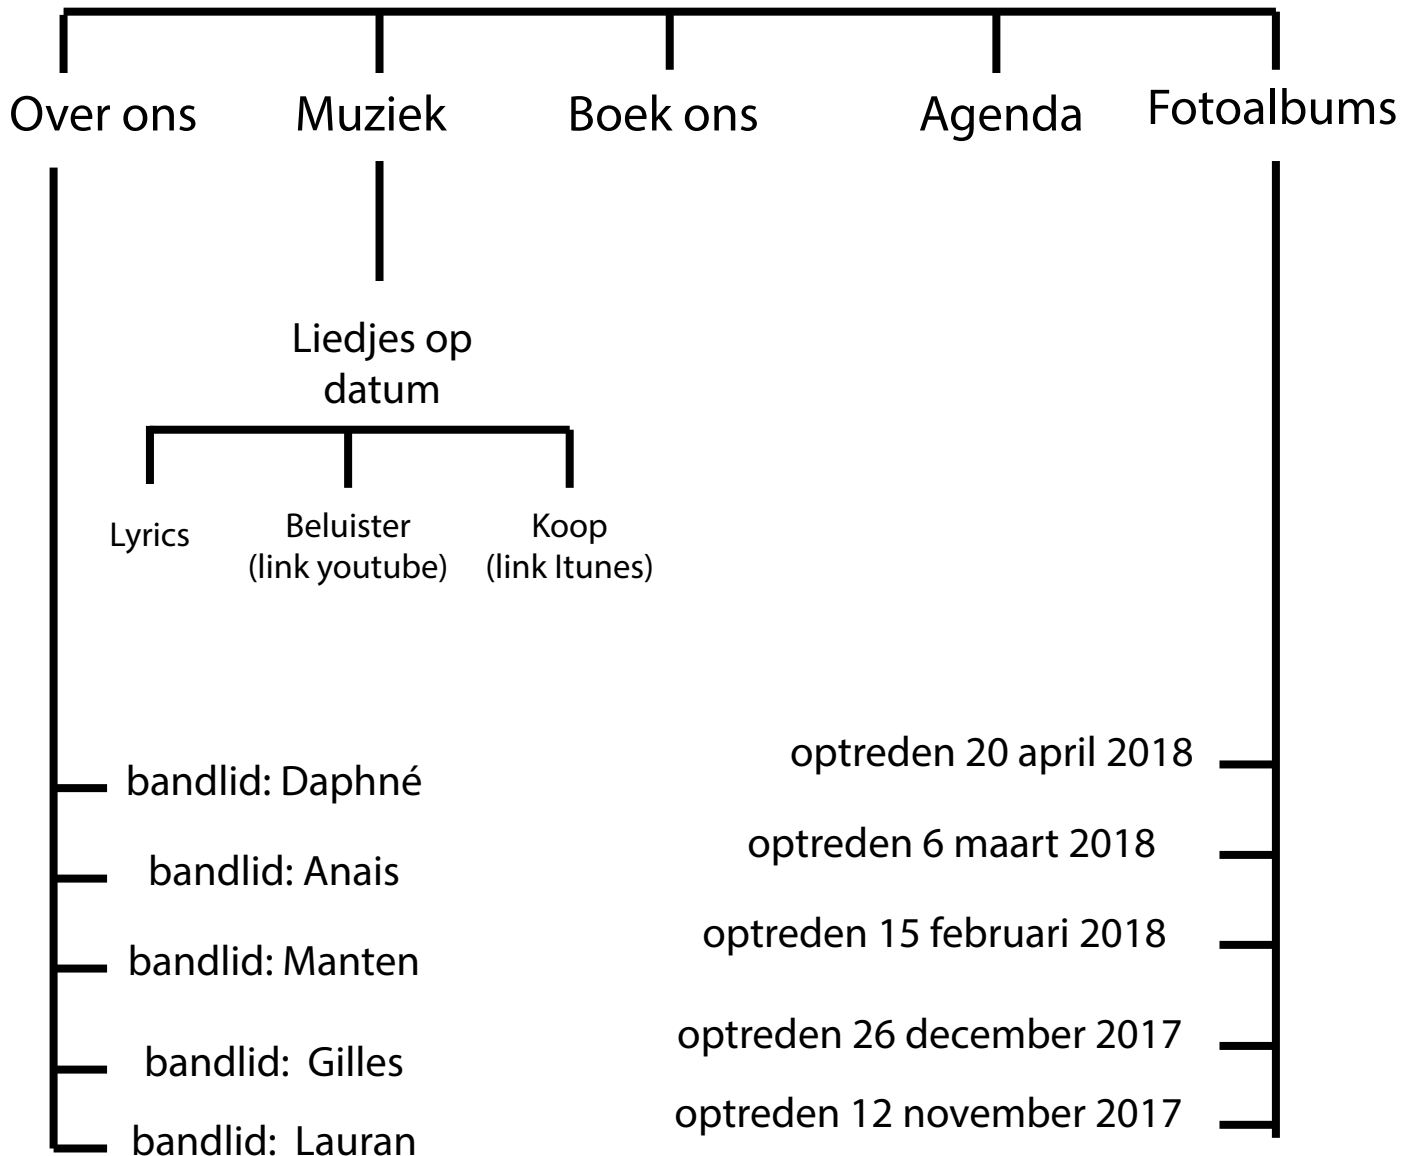 Over ons
Muziek
Boek ons
Agenda
Fotoalbums
Liedjes op
datum
Lyrics
Beluister
(link youtube)
Koop
(link Itunes)
bandlid: Daphné
bandlid: Anais
bandlid: Manten
bandlid: Gilles
bandlid: Lauran
optreden 20 april 2018
optreden 6 maart 2018
optreden 15 februari 2018
optreden 26 december 2017
optreden 12 november 2017